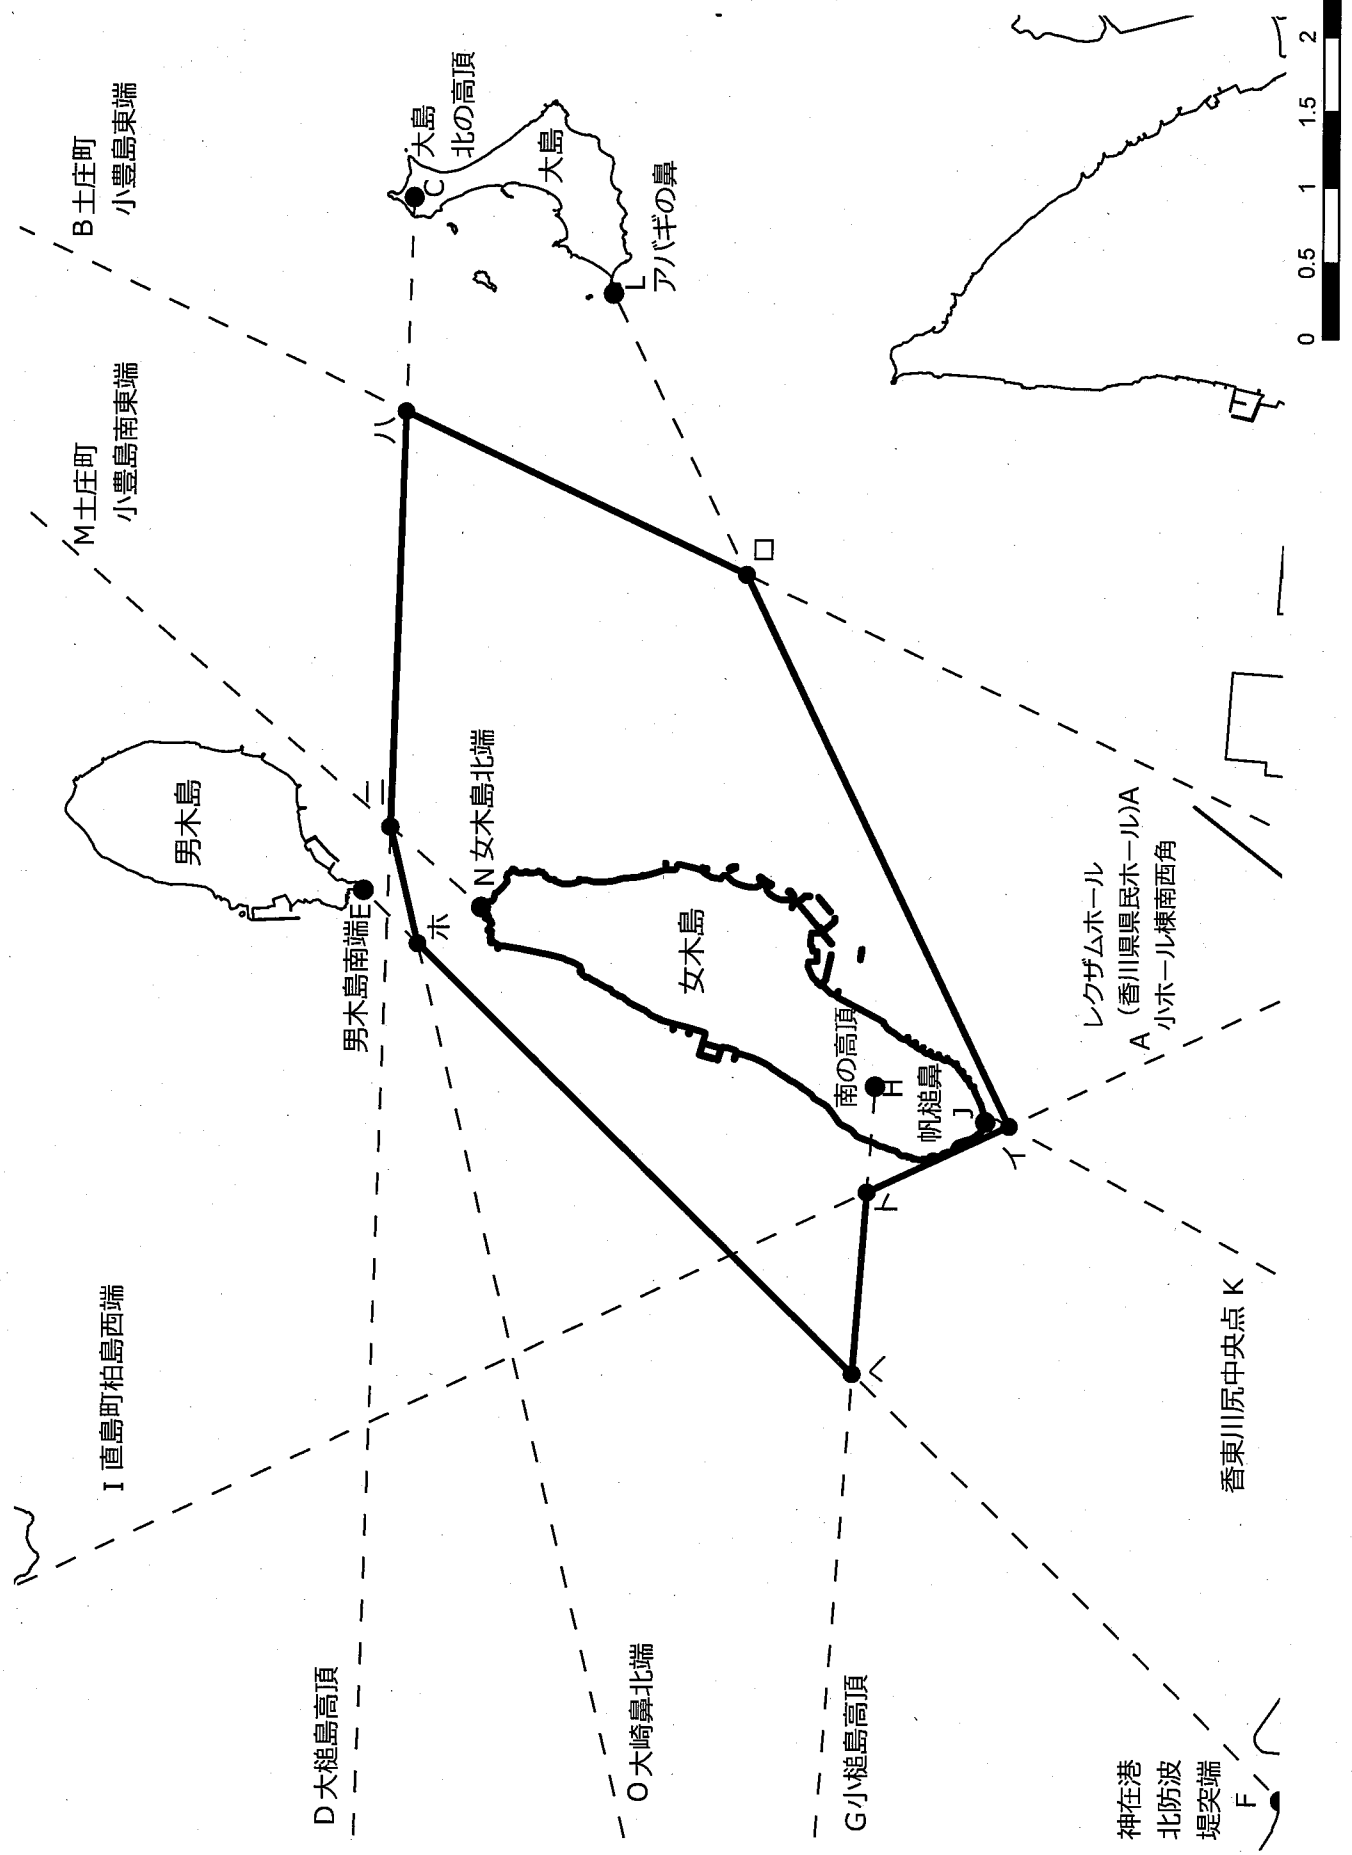 B 土庄町
小豊島東端
M 土庄町
小豊島南東端
大島
北の高頂
C
大島
L
アバギの鼻
ハ
ロ
ニ
ホ
男木島
男木島南端E
N 女木島北端
女木島
南の高頂
H
帆槌鼻
J
イ
ト
ヘ
レクザムホール
(香川県県民ホール)A
小ホール棟南西角
A
I 直島町柏島西端
D 大槌島高頂
O 大崎鼻北端
G 小槌島高頂
香東川尻中央点 K
神在港
北防波
堤突端
F
0 0.5 1 1.5 2